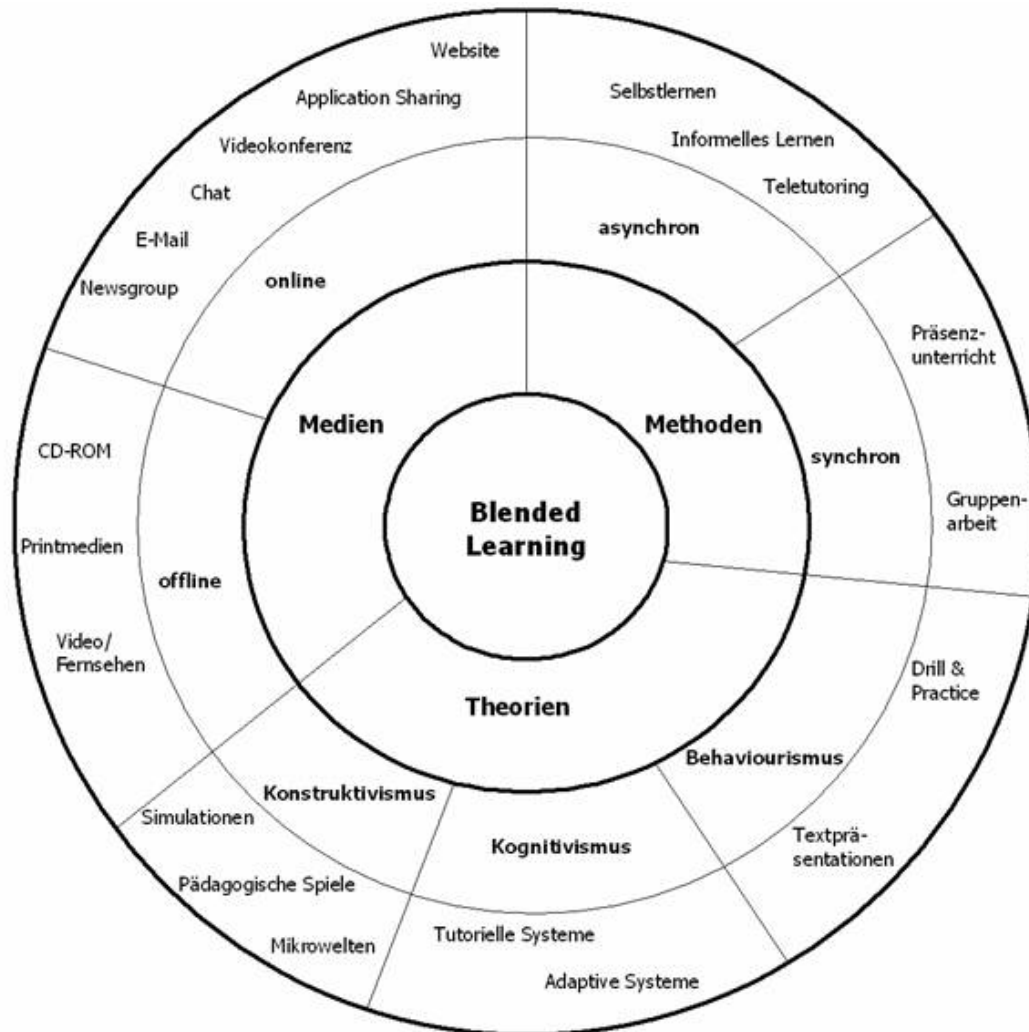 Website
Application Sharing
Selbstlernen
Videokonferenz
Informelles Lernen
Chat
Teletutoring
E-Mail
asynchron
online
Newsgroup
Präsenz-
unterricht
Medien
Methoden
CD-ROM
synchron
Blended
Learning
Gruppen-
arbeit
Printmedien
offline
Video/
Fernsehen
Drill &
Practice
Theorien
Behaviourismus
Konstruktivismus
Simulationen
Kognitivismus
Textprä-
sentationen
Pädagogische Spiele
Tutorielle Systeme
Mikrowelten
Adaptive Systeme